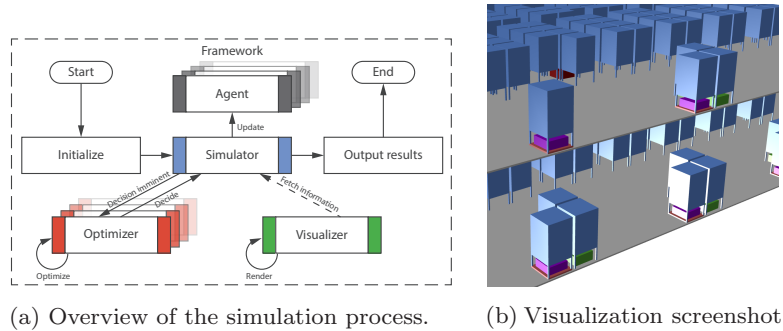 Framework
Start
End
Agent
Update
Initialize
Simulator
Output results
Decision imminent
Decide
Fetch information
Optimizer
Visualizer
Optimize
Render
(a) Overview of the simulation process.
(b) Visualization screenshot